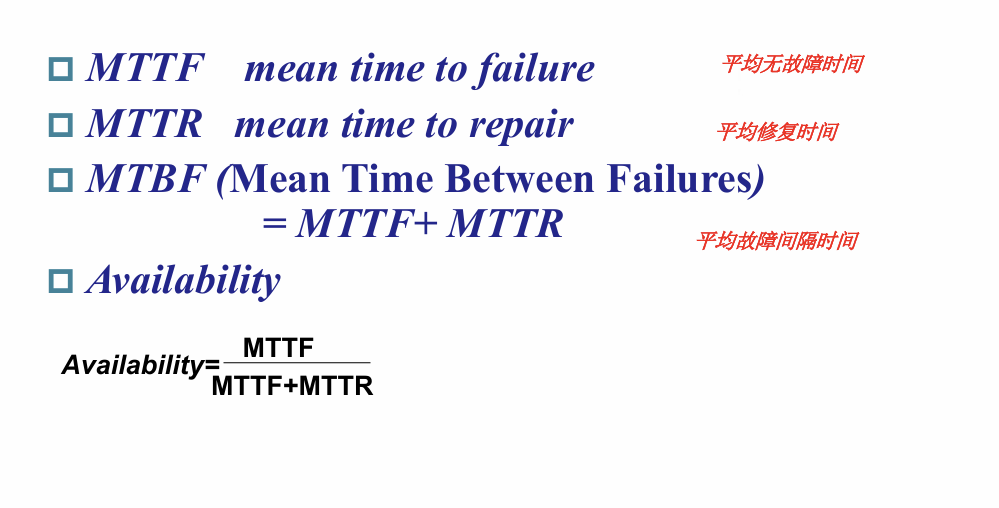 MTTF mean time to failure 平均无故障时间
MTTR mean time to repair 平均修复时间
MTBF (Mean Time Between Failures)
= MTTF+ MTTR 平均故障间隔时间
Availability
Availability= MTTF
MTTF+MTTR